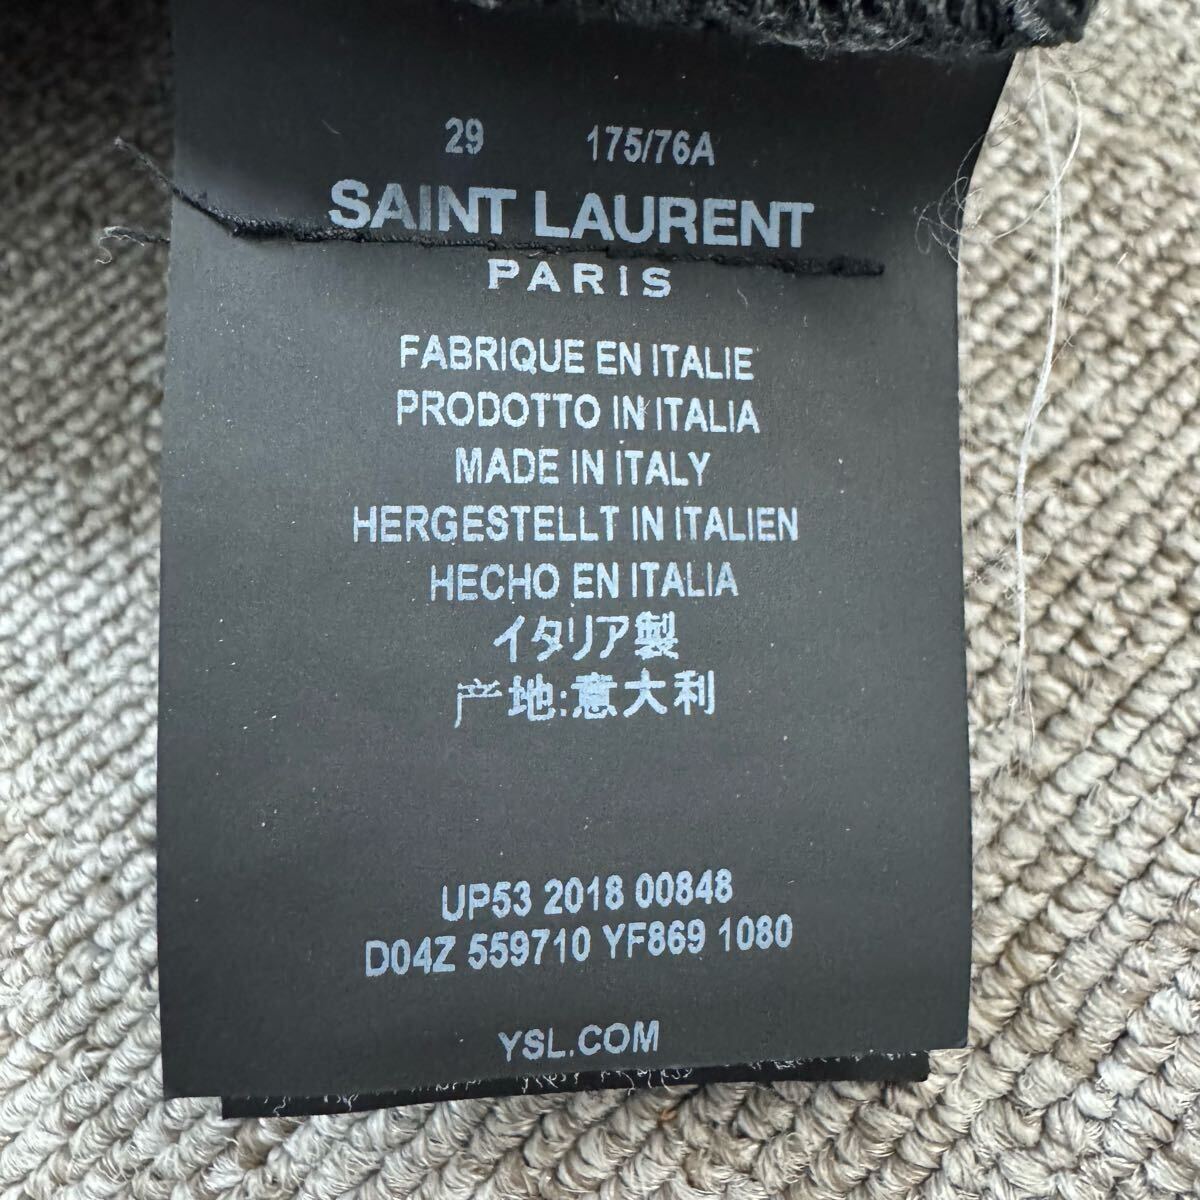 29 175/76A
SAINT LAURENT
PARIS
FABRIQUE EN ITALIE
PRODOTTO IN ITALIA
MADE IN ITALY
HERGESTELLT IN ITALIEN
HECHO EN ITALIA
イタリア製
产地:意大利
UP53 2018 00848
D04Z 559710 YF869 1080
YSL.COM